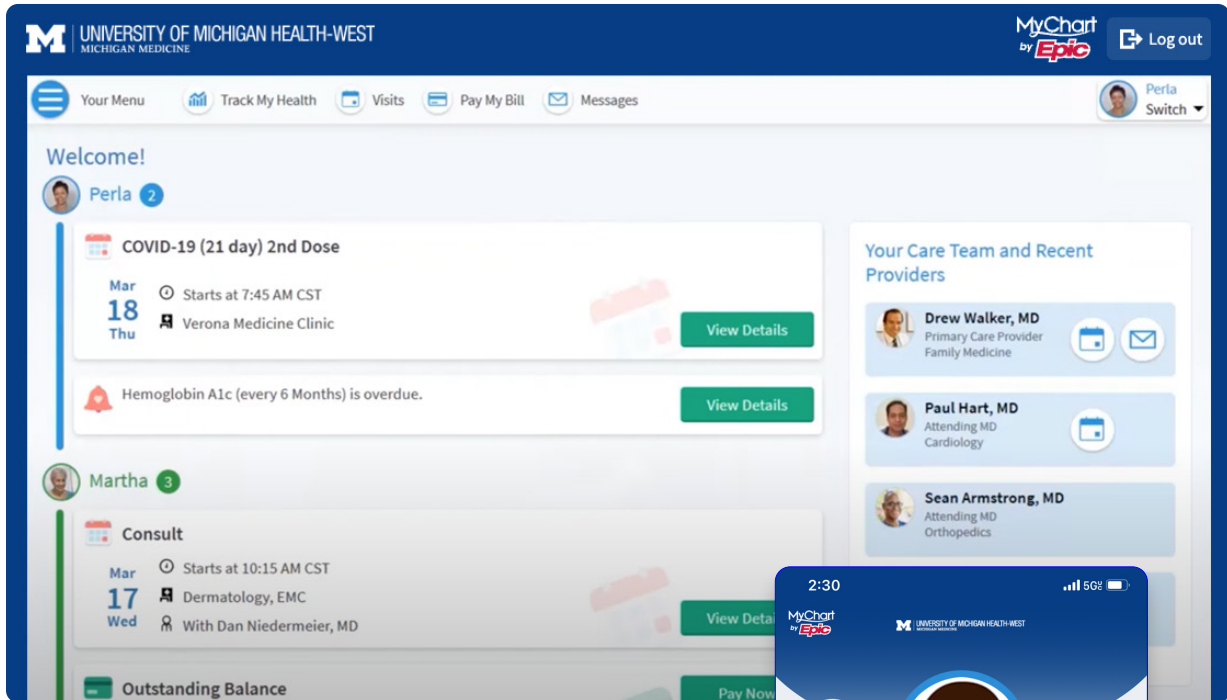 M UNIVERSITY OF MICHIGAN HEALTH-WEST
MICHIGAN MEDICINE
MyChart
by Epic
Log out
Your Menu
Track My Health
Visits
Pay My Bill
Messages
Perla
Switch
Welcome!
Perla 2
COVID-19 (21 day) 2nd Dose
Mar
18
Thu
Starts at 7:45 AM CST
Verona Medicine Clinic
View Details
Hemoglobin A1c (every 6 Months) is overdue.
View Details
Martha 3
Consult
Mar
17
Wed
Starts at 10:15 AM CST
Dermatology, EMC
With Dan Niedermeier, MD
View Detai
Outstanding Balance
Pay Now
Your Care Team and Recent
Providers
Drew Walker, MD
Primary Care Provider
Family Medicine
Paul Hart, MD
Attending MD
Cardiology
Sean Armstrong, MD
Attending MD
Orthopedics
2:30
5G
MyChart
by Epic
M UNIVERSITY OF MICHIGAN HEALTH-WEST
MICHIGAN MEDICINE